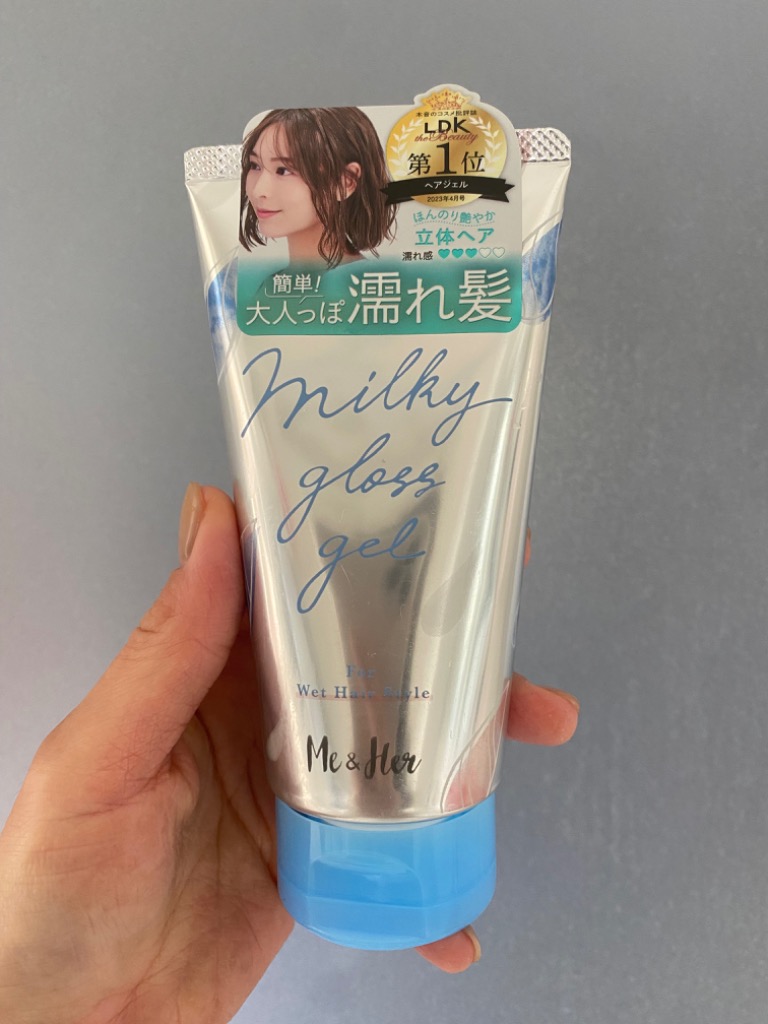 本音のコスメ批評誌
LDK
the Beauty
第1位
ヘアジェル
2023年4月号
ほんのり艶やか
立体ヘア
濡れ感
簡単!
大人っぽ濡れ髪
milky
gloss
gel
For
Wet Hair Style
Me & Her